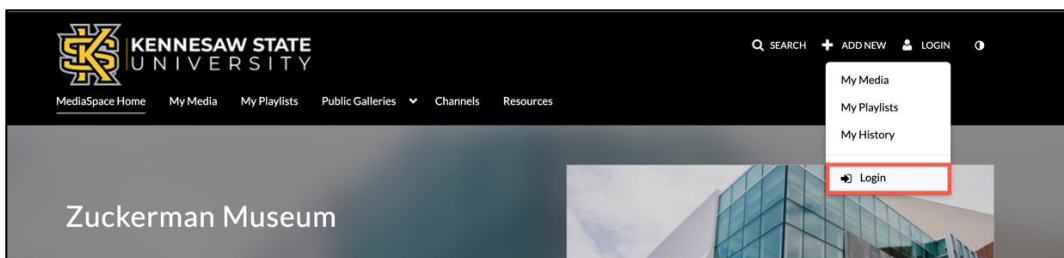 KENNESAW STATE
UNIVERSITY
SEARCH ADD NEW LOGIN
MediaSpace Home My Media My Playlists Public Galleries Channels Resources
My Media
My Playlists
My History
Login
Zuckerman Museum